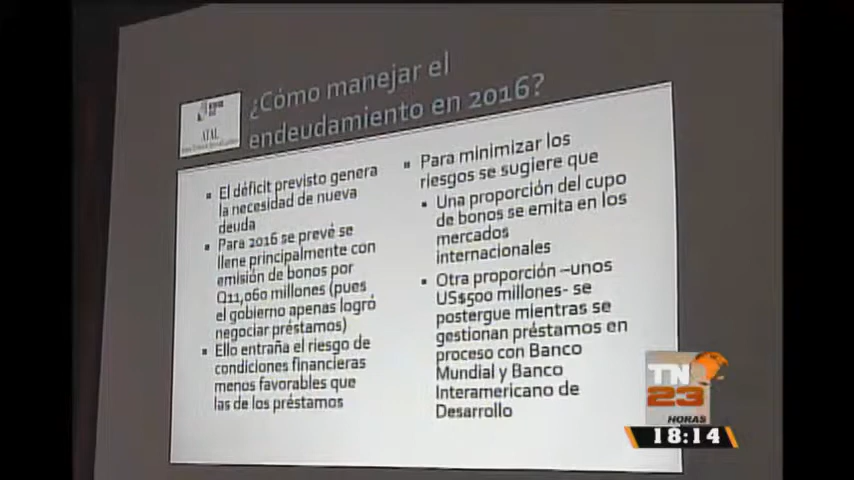 ¿Cómo manejar el
endeudamiento en 2016?
El déficit previsto genera
la necesidad de nueva
deuda
Para 2016 se prevé se
llene principalmente con
emisión de bonos por
Q11,060 millones (pues
el gobierno apenas logró
negociar préstamos)
Ello entraña el riesgo de
condiciones financieras
menos favorables que
las de los préstamos
Para minimizar los
riesgos se sugiere que
Una proporción del cupo
de bonos se emita en los
mercados
internacionales
Otra proporción –unos
US$500 millones- se
postergue mientras se
gestionan préstamos en
proceso con Banco
Mundial y Banco
Interamericano de
Desarrollo
TN
23
HORAS
18:14